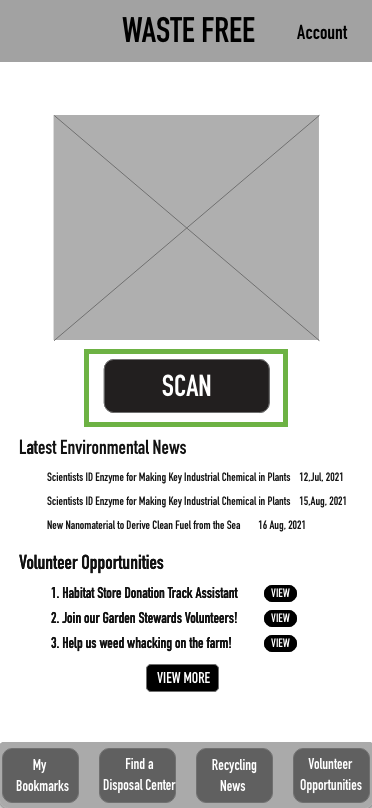 WASTE FREE
Account
SCAN
Latest Environmental News
Scientists ID Enzyme for Making Key Industrial Chemical in Plants 12,Jul, 2021
Scientists ID Enzyme for Making Key Industrial Chemical in Plants 15,Aug, 2021
New Nanomaterial to Derive Clean Fuel from the Sea 16 Aug, 2021
Volunteer Opportunities
1. Habitat Store Donation Track Assistant VIEW
2. Join our Garden Stewards Volunteers! VIEW
3. Help us weed whacking on the farm! VIEW
VIEW MORE
My
Bookmarks
Find a
Disposal Center
Recycling
News
Volunteer
Opportunities